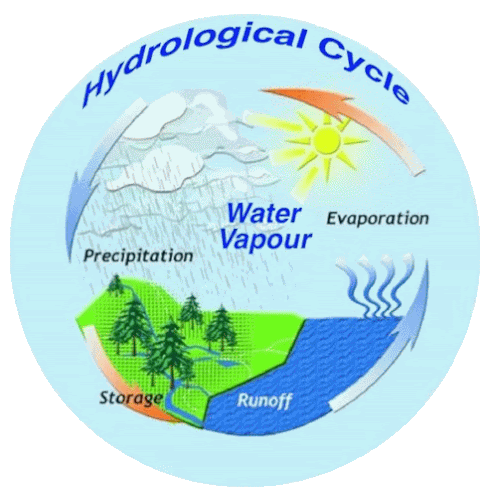 Hydrological Cycle
Water
Vapour
Evaporation
Precipitation
Storage
Runoff